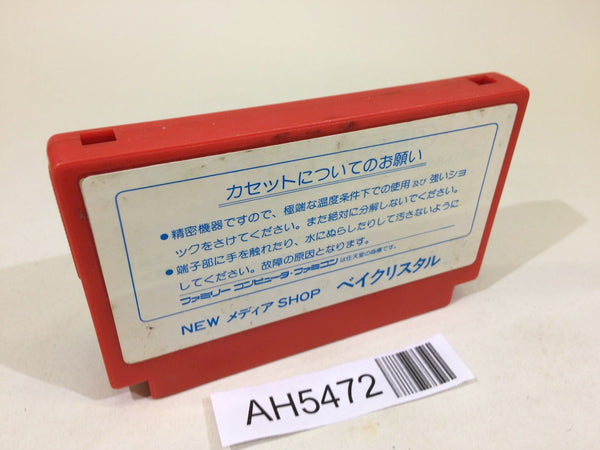 カセットについてのお願い
●精密機器ですので、極端な温度条件下での使用及び強いショ
ックをさけてください。また絶対に分解しないでください。
●端子部に手を触れたり、水にぬらしたりして汚さないように
してください。故障の原因となります。
ファミリーコンピュータ・ファミコンは任天堂の商標です。
NEW メディア SHOP ベイクリスタル
AH5472